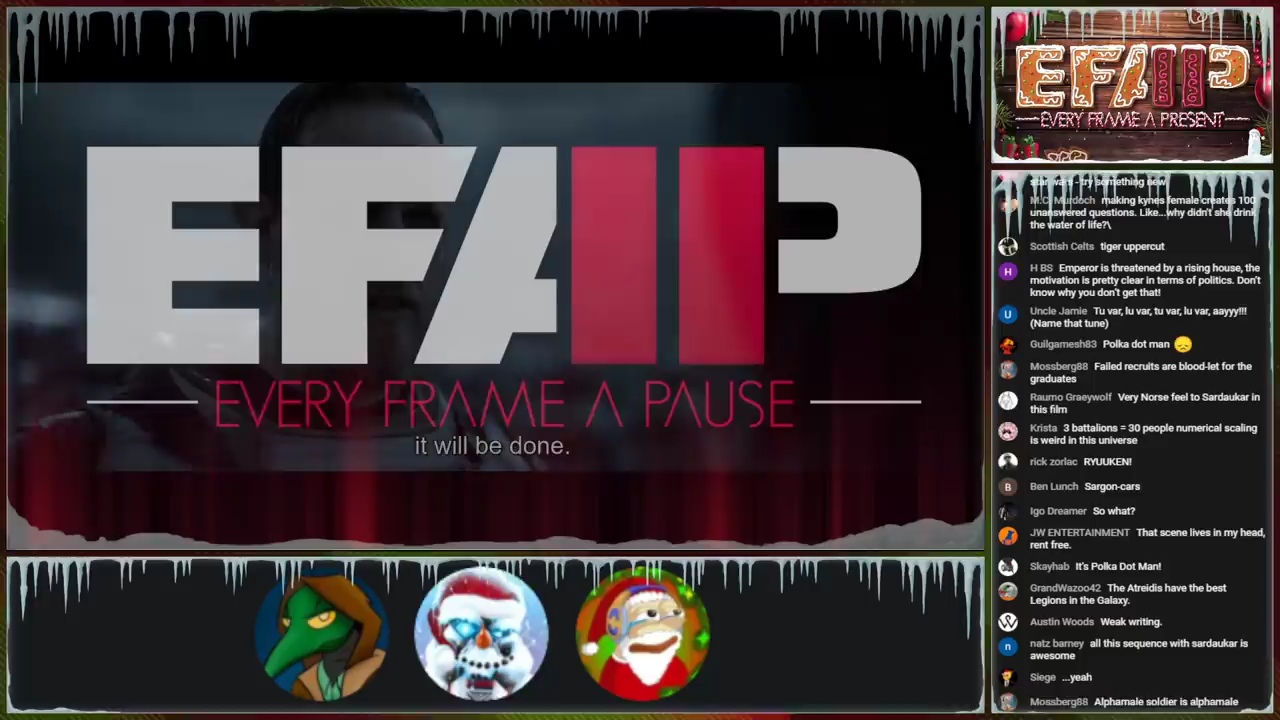 EFAP
EVERY FRAME A PAUSE
it will be done.
EFAP
EVERY FRAME A PRESENT
star wars - try something new
M.C. Murdoch making kynes female creates 100
unanswered questions. Like...why didn't she drink
the water of life?\
Scottish Celts tiger uppercut
H
H BS Emperor is threatened by a rising house, the
motivation is pretty clear in terms of politics. Don't
know why you don't get that!
U
Uncle Jamie Tu var, lu var, tu var, lu var, aayyy!!!
(Name that tune)
Guilgamesh83 Polka dot man
Mossberg88 Failed recruits are blood-let for the
graduates
Raumo Graeywolf Very Norse feel to Sardaukar in
this film
Krista 3 battalions = 30 people numerical scaling
is weird in this universe
rick zorlac RYUUKEN!
B
Ben Lunch Sargon-cars
Igo Dreamer So what?
JW ENTERTAINMENT That scene lives in my head,
rent free.
Skayhab It's Polka Dot Man!
GrandWazoo42 The Atreidis have the best
Legions in the Galaxy.
Austin Woods Weak writing.
n
natz barney all this sequence with sardaukar is
awesome
Siege ...yeah
Mossberg88 Alphamale soldier is alphamale